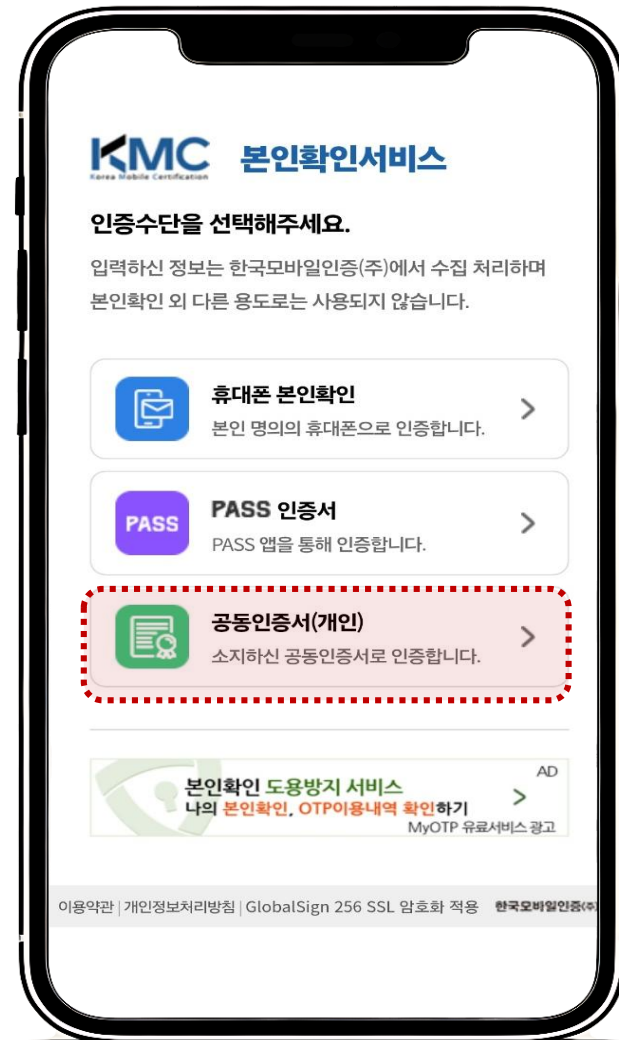 KMC 본인확인서비스
Korea Mobile Certification
인증수단을 선택해주세요.
입력하신 정보는 한국모바일인증(주)에서 수집 처리하며
본인확인 외 다른 용도로는 사용되지 않습니다.
휴대폰 본인확인
본인 명의의 휴대폰으로 인증합니다.
PASS
PASS 인증서
PASS 앱을 통해 인증합니다.
공동인증서(개인)
소지하신 공동인증서로 인증합니다.
AD
본인확인 도용방지 서비스
나의 본인확인, OTP이용내역 확인하기
MyOTP 유료서비스 광고
이용약관 | 개인정보처리방침 | GlobalSign 256 SSL 암호화 적용 한국모바일인증(주)